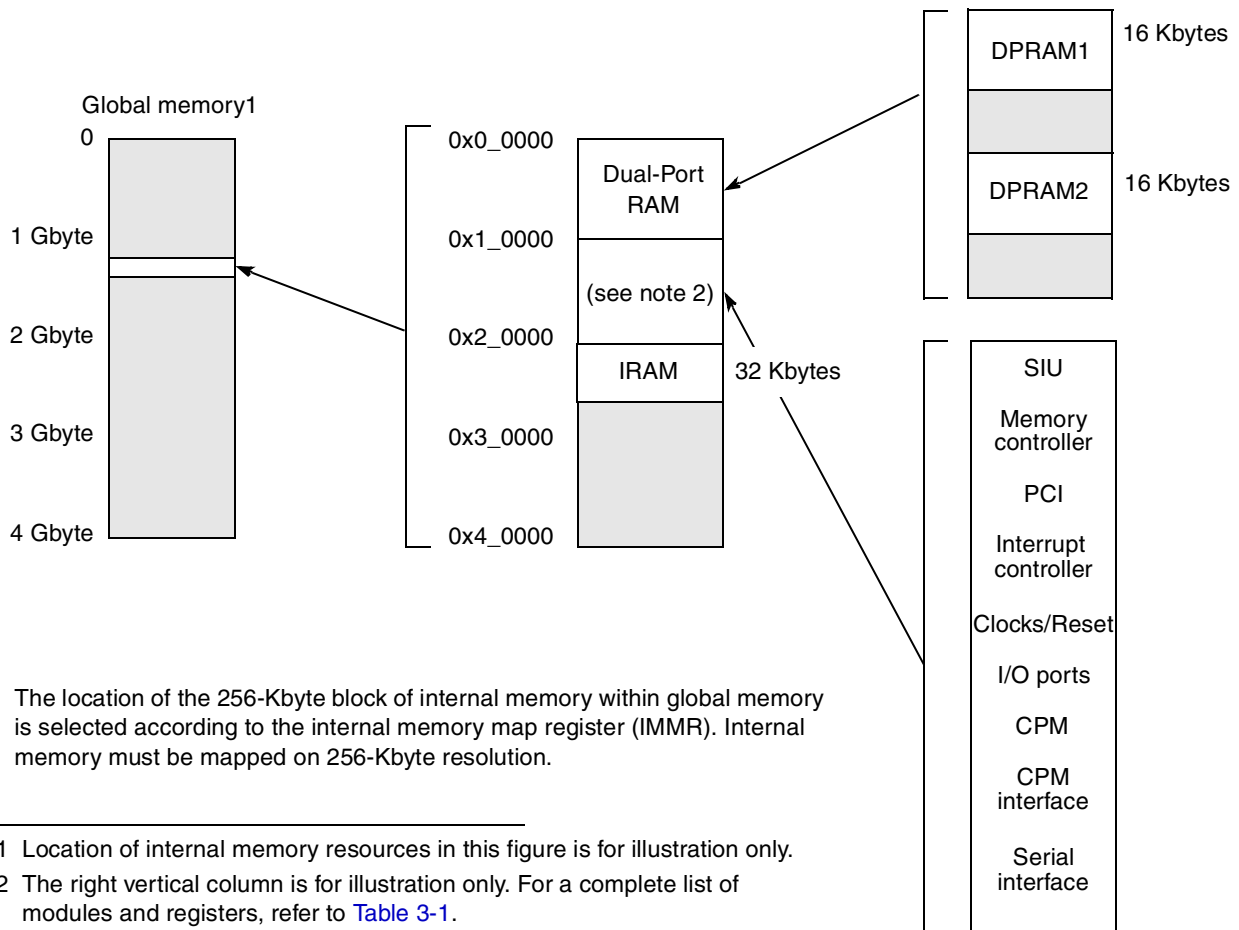 Global memory1
0
1 Gbyte
2 Gbyte
3 Gbyte
4 Gbyte
0x0_0000
0x1_0000
0x2_0000
0x3_0000
0x4_0000
Dual-Port
RAM
(see note 2)
IRAM
32 Kbytes
DPRAM1
16 Kbytes
DPRAM2
16 Kbytes
SIU
Memory
controller
PCI
Interrupt
controller
Clocks/Reset
I/O ports
CPM
CPM
interface
Serial
interface
The location of the 256-Kbyte block of internal memory within global memory
is selected according to the internal memory map register (IMMR). Internal
memory must be mapped on 256-Kbyte resolution.
1 Location of internal memory resources in this figure is for illustration only.
2 The right vertical column is for illustration only. For a complete list of
modules and registers, refer to Table 3-1.